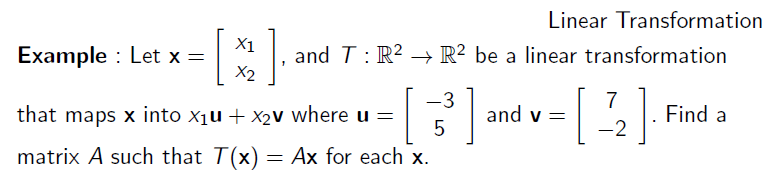 Linear Transformation
Example : Let x = [ x₁ x₂ ], and T : ℝ² → ℝ² be a linear transformation
that maps x into x₁u + x₂v where u = [ −3 5 ] and v = [ 7 −2 ]. Find a
matrix A such that T(x) = Ax for each x.